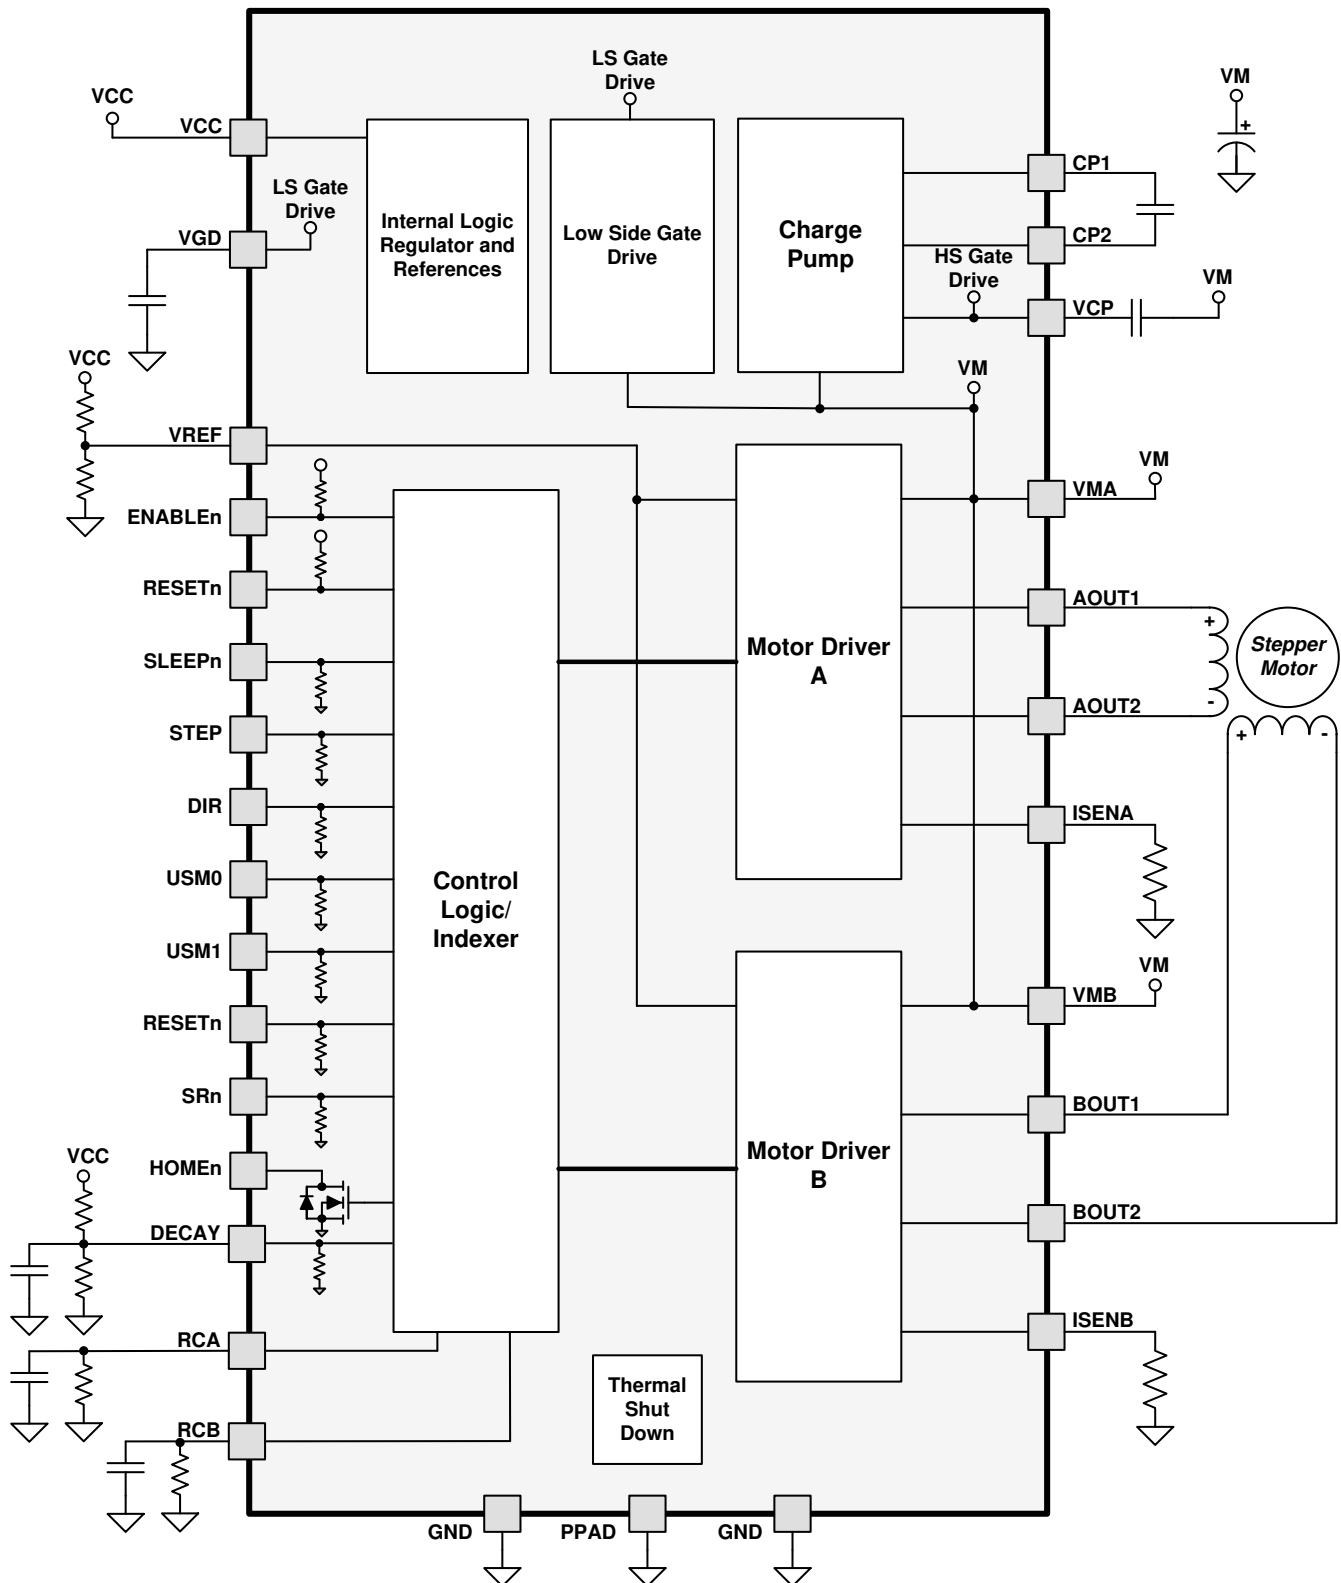 LS Gate
Drive
VM
VCC
VCC
CP1
LS Gate
Drive
VGD
Internal Logic
Regulator and
References
Low Side Gate
Drive
Charge
Pump
CP2
HS Gate
Drive
VM
VCP
+
VCC
VM
VREF
VM
VMA
ENABLEn
RESETn
AOUT1
SLEEPn
Motor Driver
A
+
-
Stepper
Motor
STEP
AOUT2
+ -
DIR
ISENA
USM0
Control
Logic/
Indexer
USM1
VM
RESETn
VMB
SRn
BOUT1
VCC
HOMEn
Motor Driver
B
DECAY
BOUT2
RCA
ISENB
Thermal
Shut
Down
RCB
GND
PPAD
GND